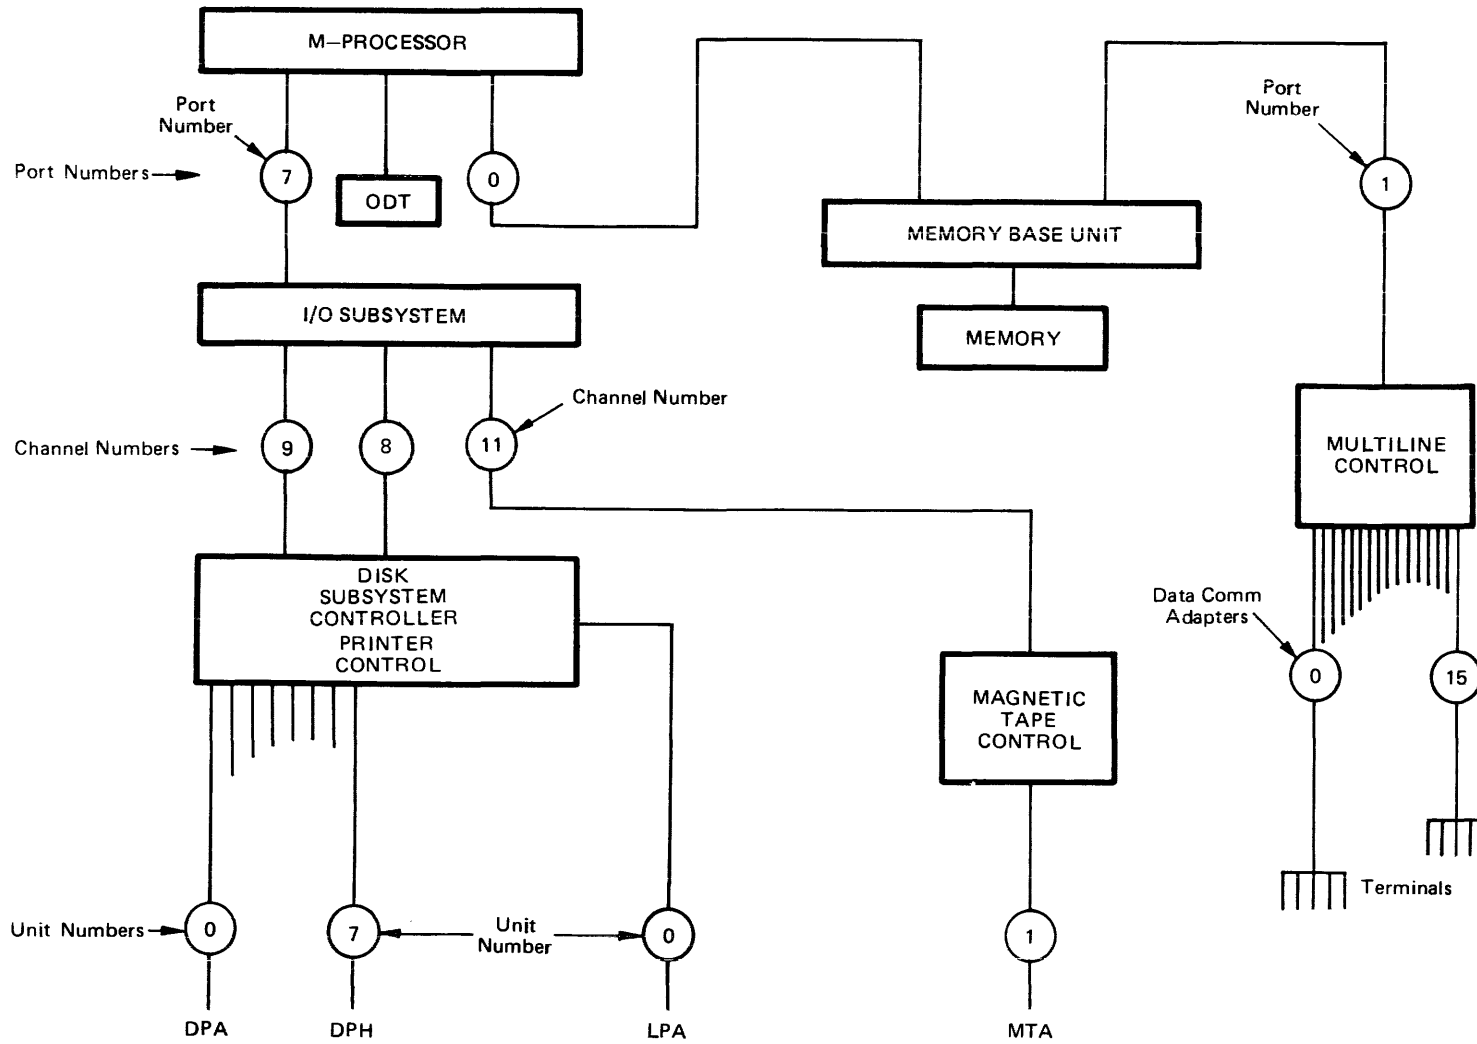 M–PROCESSOR
Port
Number
Port
Number
Port Numbers
7
ODT
0
1
MEMORY BASE UNIT
I/O SUBSYSTEM
MEMORY
Channel Number
Channel Numbers
9
8
11
MULTILINE
CONTROL
DISK
SUBSYSTEM
CONTROLLER
PRINTER
CONTROL
Data Comm
Adapters
0
15
MAGNETIC
TAPE
CONTROL
Terminals
Unit Numbers
0
7
Unit
Number
0
1
DPA
DPH
LPA
MTA